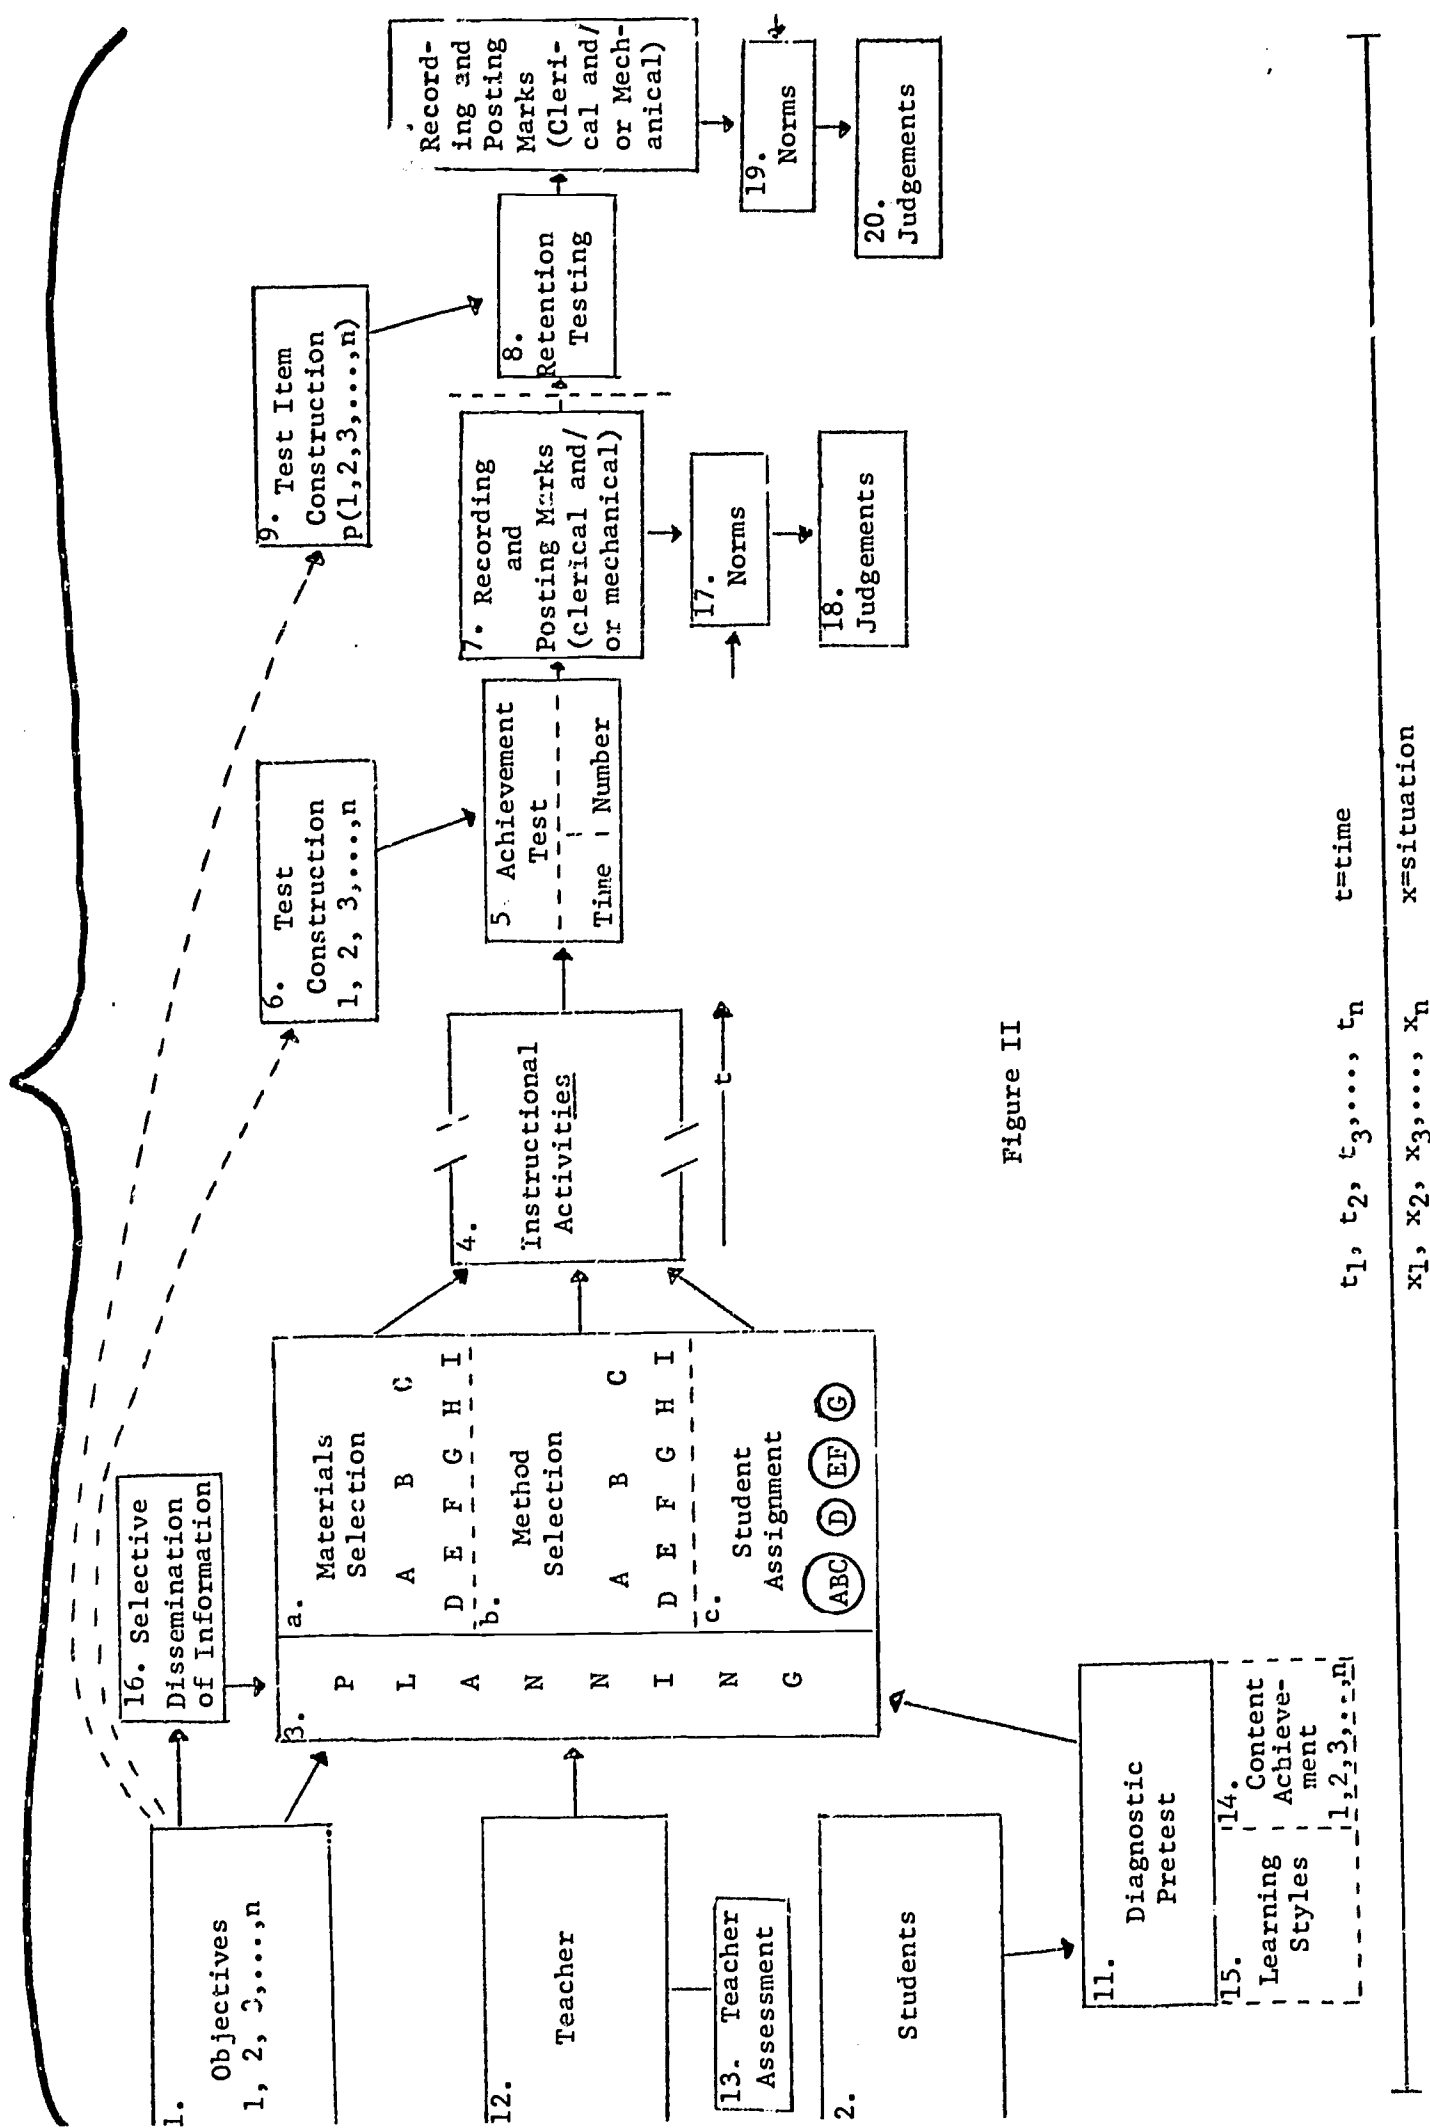 1.
Objectives
1, 2, 3,...,n
12.
Teacher
13. Teacher
Assessment
2.
Students
16. Selective
Dissemination
of Information
3.
P
L
A
N
N
I
N
G
a.
Materials
Selection
A B C
D E F G H I
b.
Method
Selection
A B C
D E F G H I
c.
Student
Assignment
ABC D EF G
11.
Diagnostic
Pretest
15.
Learning
Styles
14.
Content
Achieve-
ment
1,2,3,..,n
4.
Instructional
Activities
t
6. Test
Construction
1, 2, 3,...,n
5 Achievement
Test
Time Number
9. Test Item
Construction
p(1,2,3,...,n)
7. Recording
and
Posting Marks
(clerical and/
or mechanical)
17.
Norms
18.
Judgements
8.
Retention
Testing
Record-
ing and
Posting
Marks
(Cleri-
cal and/
or Mech-
anical)
19.
Norms
20.
Judgements
Figure II
t1, t2, t3,..., tn t=time
x1, x2, x3,..., xn x=situation